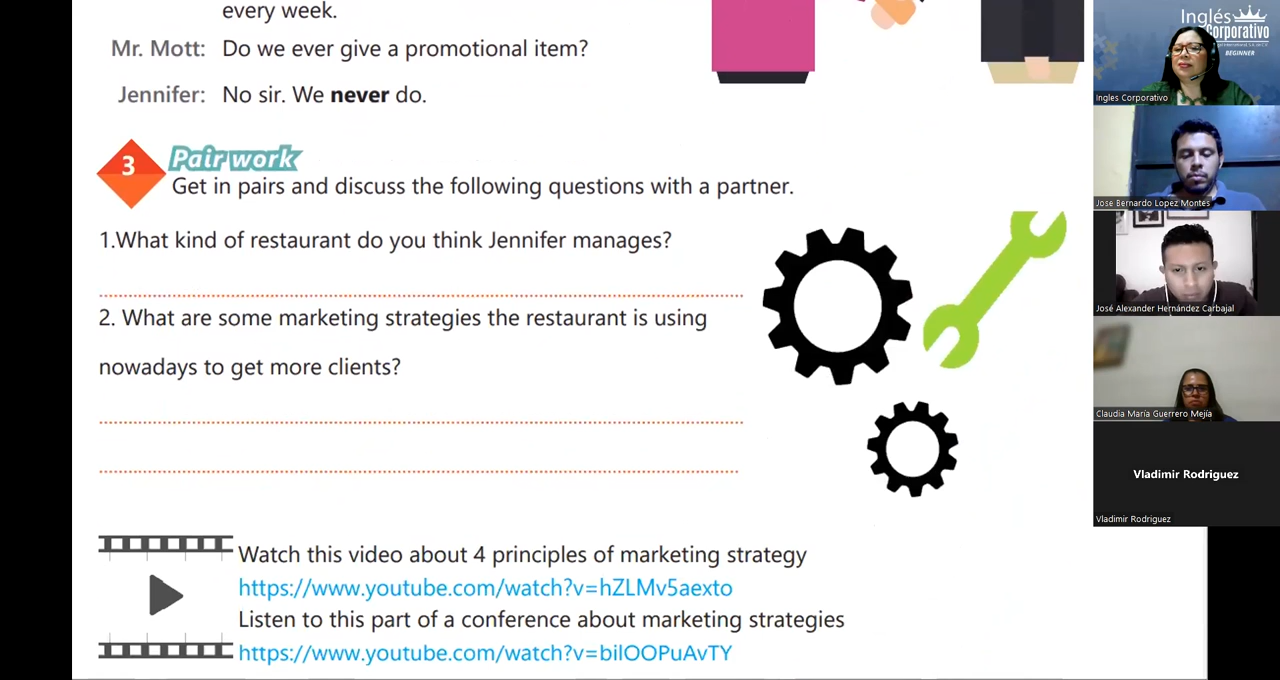 every week.
Mr. Mott: Do we ever give a promotional item?
Jennifer: No sir. We never do.
3
Pair work
Get in pairs and discuss the following questions with a partner.
1.What kind of restaurant do you think Jennifer manages?
2. What are some marketing strategies the restaurant is using
nowadays to get more clients?
Watch this video about 4 principles of marketing strategy
https://www.youtube.com/watch?v=hZLMv5aexto
Listen to this part of a conference about marketing strategies
https://www.youtube.com/watch?v=bilOOPuAvTY
Inglés
Corporativo
BEGINNER
Ingles Corporativo
Jose Bernardo Lopez Montes
José Alexander Hernández Carbajal
Claudia María Guerrero Mejía
Vladimir Rodriguez
Vladimir Rodriguez